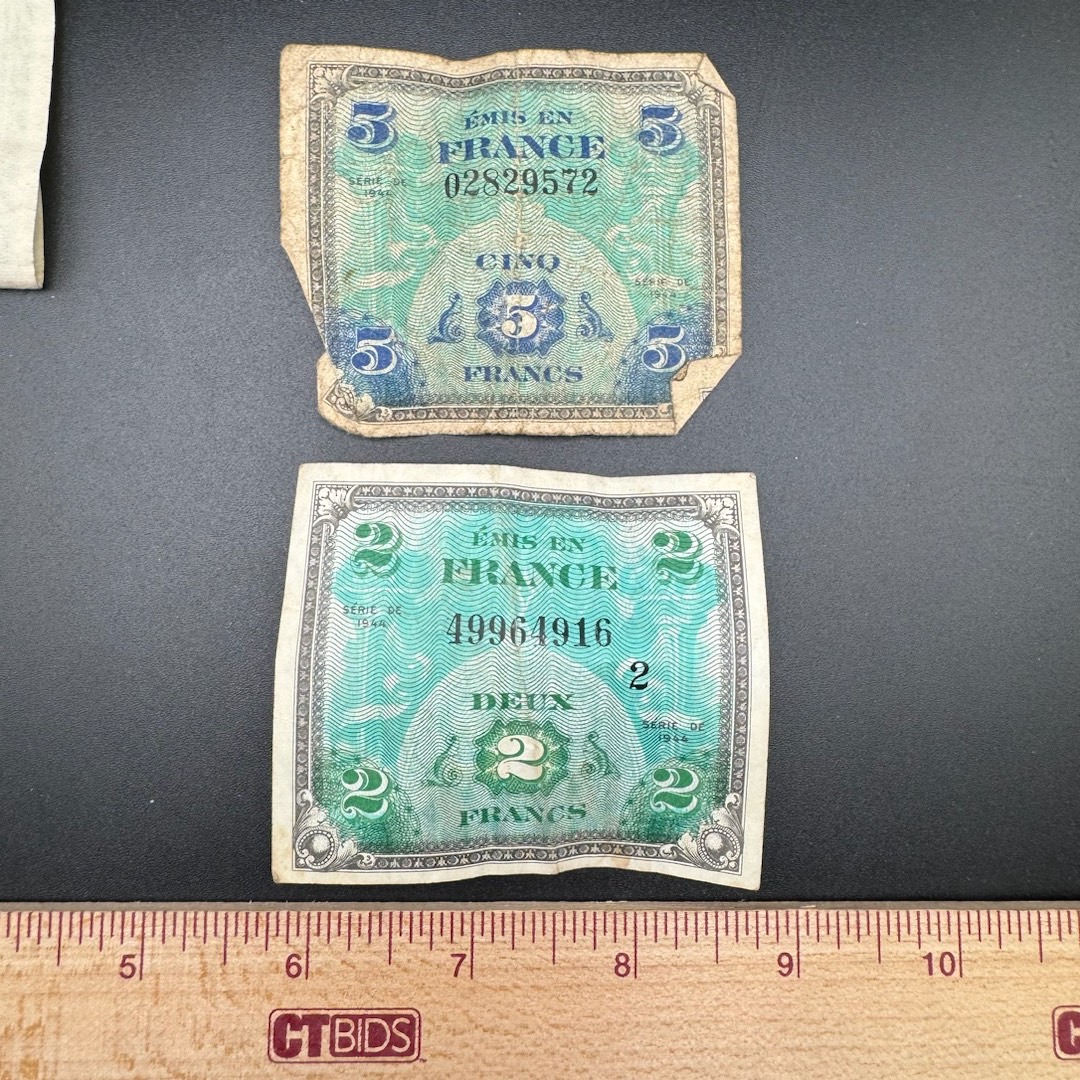 5 ÉMIS EN 5
FRANCE
SÉRIE DE
1944
02829572
CINQ
SÉRIE DE
1944
5
5 5
FRANCS
2 ÉMIS EN 2
FRANCE
SÉRIE DE
1944
49964916
2
DEUX
SÉRIE DE
1944
2
2 2
FRANCS
5 6 7 8 9 10
CTBIDS
C